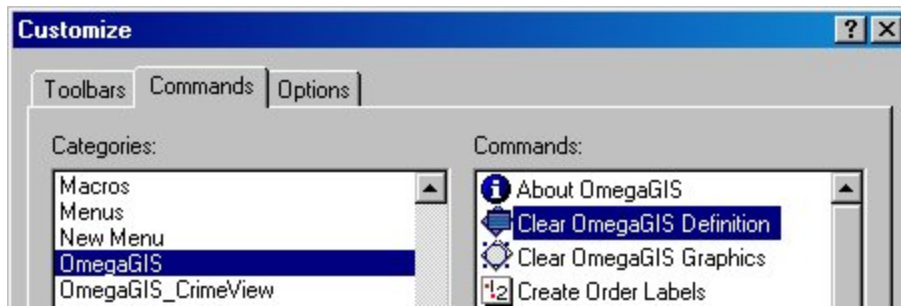 Customize
Toolbars Commands Options
Categories: Commands:
Macros
Menus
New Menu
OmegaGIS
OmegaGIS_CrimeView
About OmegaGIS
Clear OmegaGIS Definition
Clear OmegaGIS Graphics
Create Order Labels